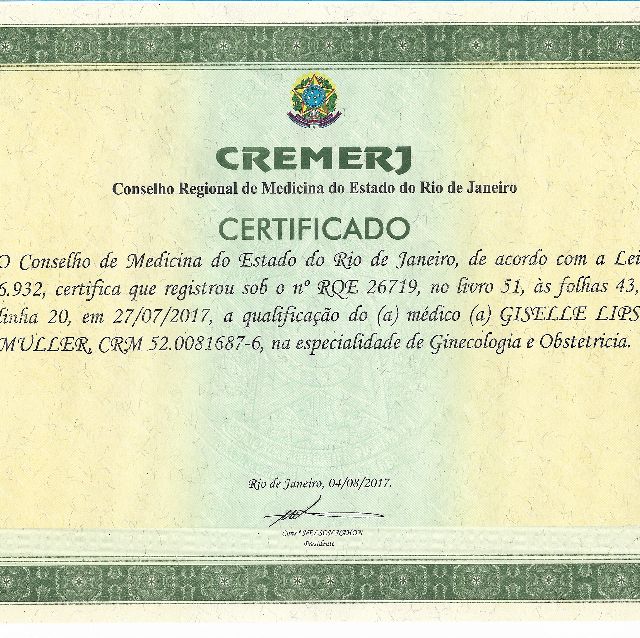 CREMERJ
Conselho Regional de Medicina do Estado do Rio de Janeiro
CERTIFICADO
O Conselho de Medicina do Estado do Rio de Janeiro, de acordo com a Lei
6.932, certifica que registrou sob o nº RQE 26719, no livro 51, às folhas 43,
linha 20, em 27/07/2017, a qualificação do (a) médico (a) GISELLE LIPS
MULLER, CRM 52.0081687-6, na especialidade de Ginecologia e Obstetricia.
Rio de Janeiro, 04/08/2017.
Presidente